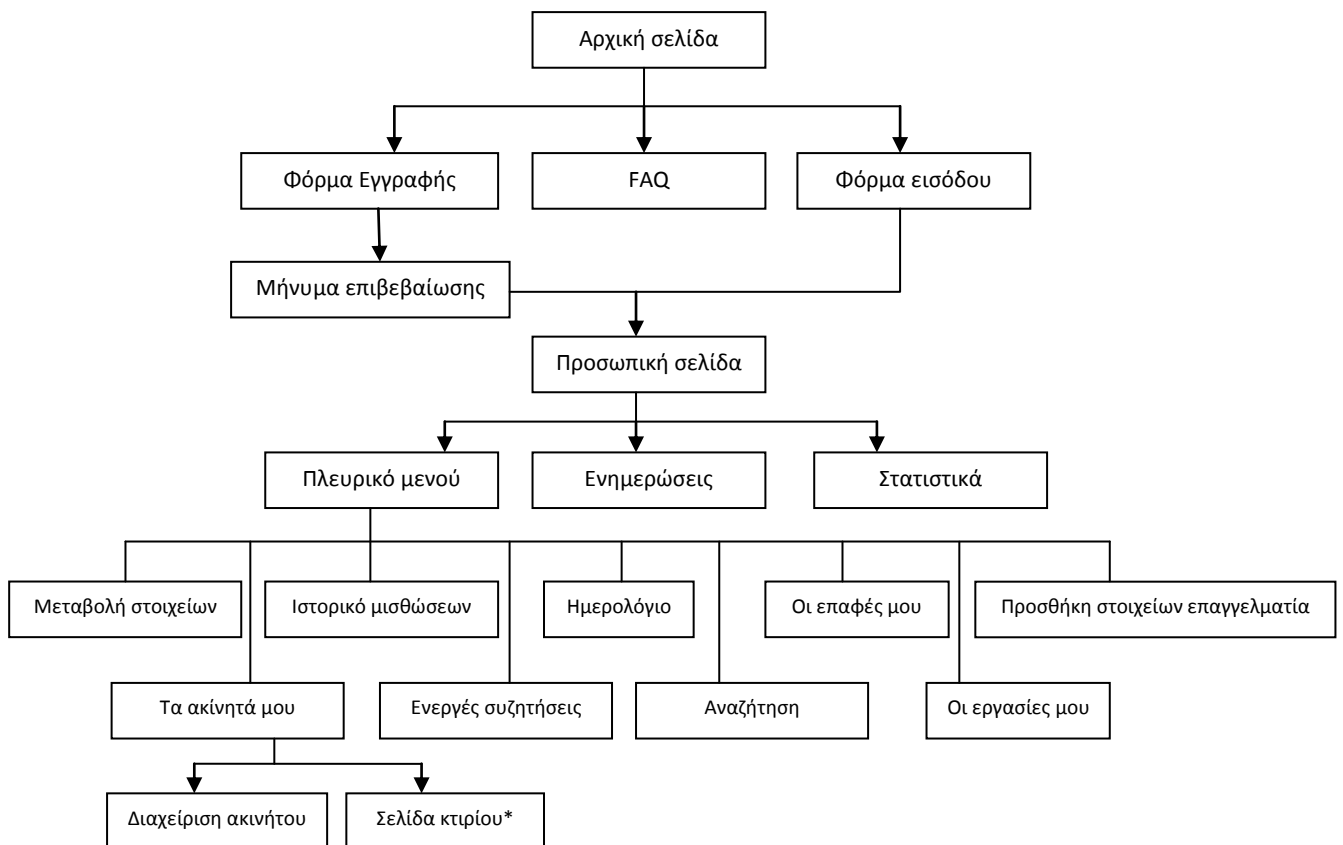 Αρχική σελίδα
Φόρμα Εγγραφής
FAQ
Φόρμα εισόδου
Μήνυμα επιβεβαίωσης
Προσωπική σελίδα
Πλευρικό μενού
Ενημερώσεις
Στατιστικά
Μεταβολή στοιχείων
Ιστορικό μισθώσεων
Ημερολόγιο
Οι επαφές μου
Προσθήκη στοιχείων επαγγελματία
Τα ακίνητά μου
Ενεργές συζητήσεις
Αναζήτηση
Οι εργασίες μου
Διαχείριση ακινήτου
Σελίδα κτιρίου*